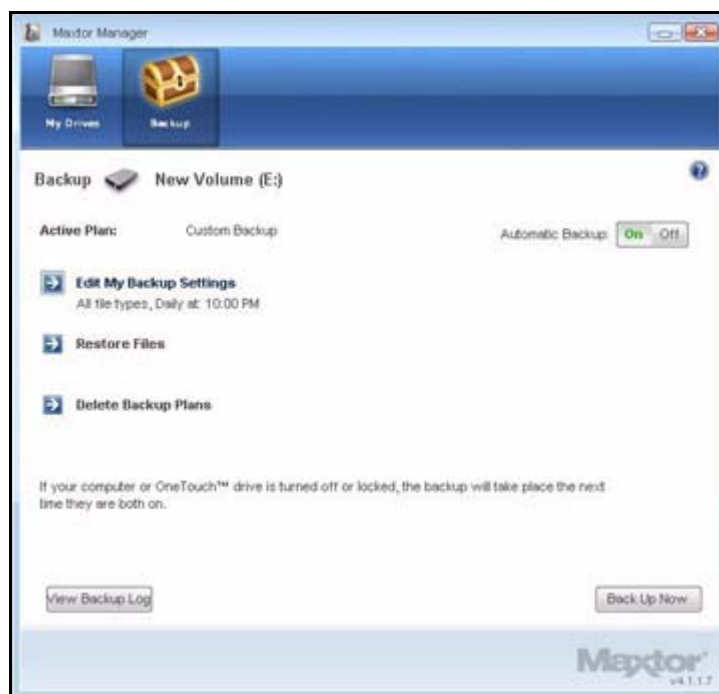 Maxtor Manager
My Drives
Backup
Backup New Volume (E:)
Active Plan: Custom Backup Automatic Backup: On Off
Edit My Backup Settings
All file types, Daily at: 10:00 PM
Restore Files
Delete Backup Plans
If your computer or OneTouch™ drive is turned off or locked, the backup will take place the next
time they are both on.
View Backup Log
Back Up Now
Maxtor
v4.1.1.7